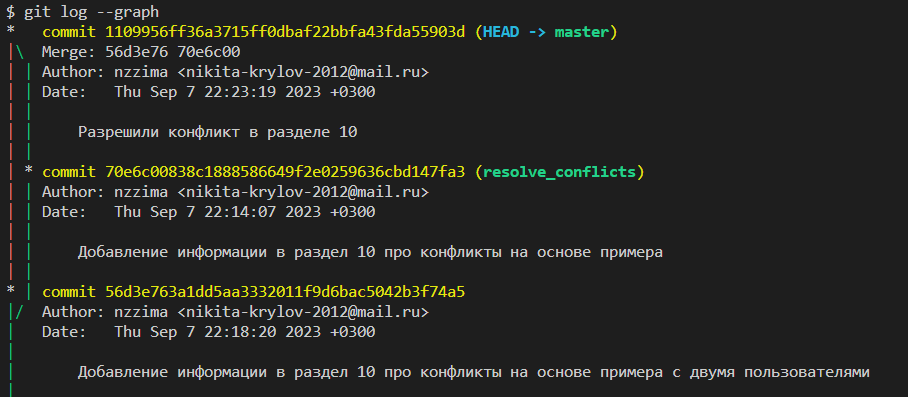 $ git log --graph
*   commit 1109956ff36a3715ff0dbaf22bbfa43fda55903d (HEAD -> master)
|\  Merge: 56d3e76 70e6c00
| | Author: nzzima <nikita-krylov-2012@mail.ru>
| | Date:   Thu Sep 7 22:23:19 2023 +0300
| |
| |     Разрешили конфликт в разделе 10
| |
| * commit 70e6c00838c1888586649f2e0259636cbd147fa3 (resolve_conflicts)
| | Author: nzzima <nikita-krylov-2012@mail.ru>
| | Date:   Thu Sep 7 22:14:07 2023 +0300
| |
| |     Добавление информации в раздел 10 про конфликты на основе примера
| |
* | commit 56d3e763a1dd5aa3332011f9d6bac5042b3f74a5
|/  Author: nzzima <nikita-krylov-2012@mail.ru>
|   Date:   Thu Sep 7 22:18:20 2023 +0300
|
|       Добавление информации в раздел 10 про конфликты на основе примера с двумя пользователями
|